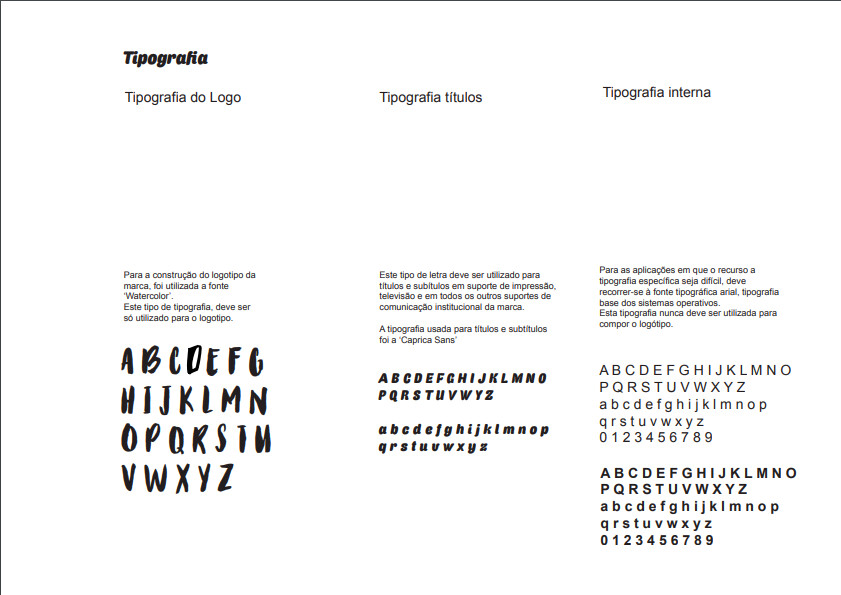 Tipografia
Tipografia do Logo
Para a construção do logotipo da
marca, foi utilizada a fonte
‘Watercolor’.
Este tipo de tipografia, deve ser
só utilizado para o logotipo.
A B C D E F G
H I J K L M N
O P Q R S T U
V W X Y Z
Tipografia títulos
Este tipo de letra deve ser utilizado para
títulos e subítulos em suporte de impressão,
televisão e em todos os outros suportes de
comunicação institucional da marca.
A tipografia usada para títulos e subtítulos
foi a ‘Caprica Sans’
A B C D E F G H I J K L M N O
P Q R S T U V W Y Z
a b c d e f g h i j k l m n o p
q r s t u v w x y z
Tipografia interna
Para as aplicações em que o recurso a
tipografia específica seja difícil, deve
recorrer-se à fonte tipográfica arial, tipografia
base dos sistemas operativos.
Esta tipografia nunca deve ser utilizada para
compor o logótipo.
A B C D E F G H I J K L M N O
P Q R S T U V W X Y Z
a b c d e f g h i j k l m n o p
q r s t u v w x y z
0 1 2 3 4 5 6 7 8 9
A B C D E F G H I J K L M N O
P Q R S T U V W X Y Z
a b c d e f g h i j k l m n o p
q r s t u v w x y z
0 1 2 3 4 5 6 7 8 9